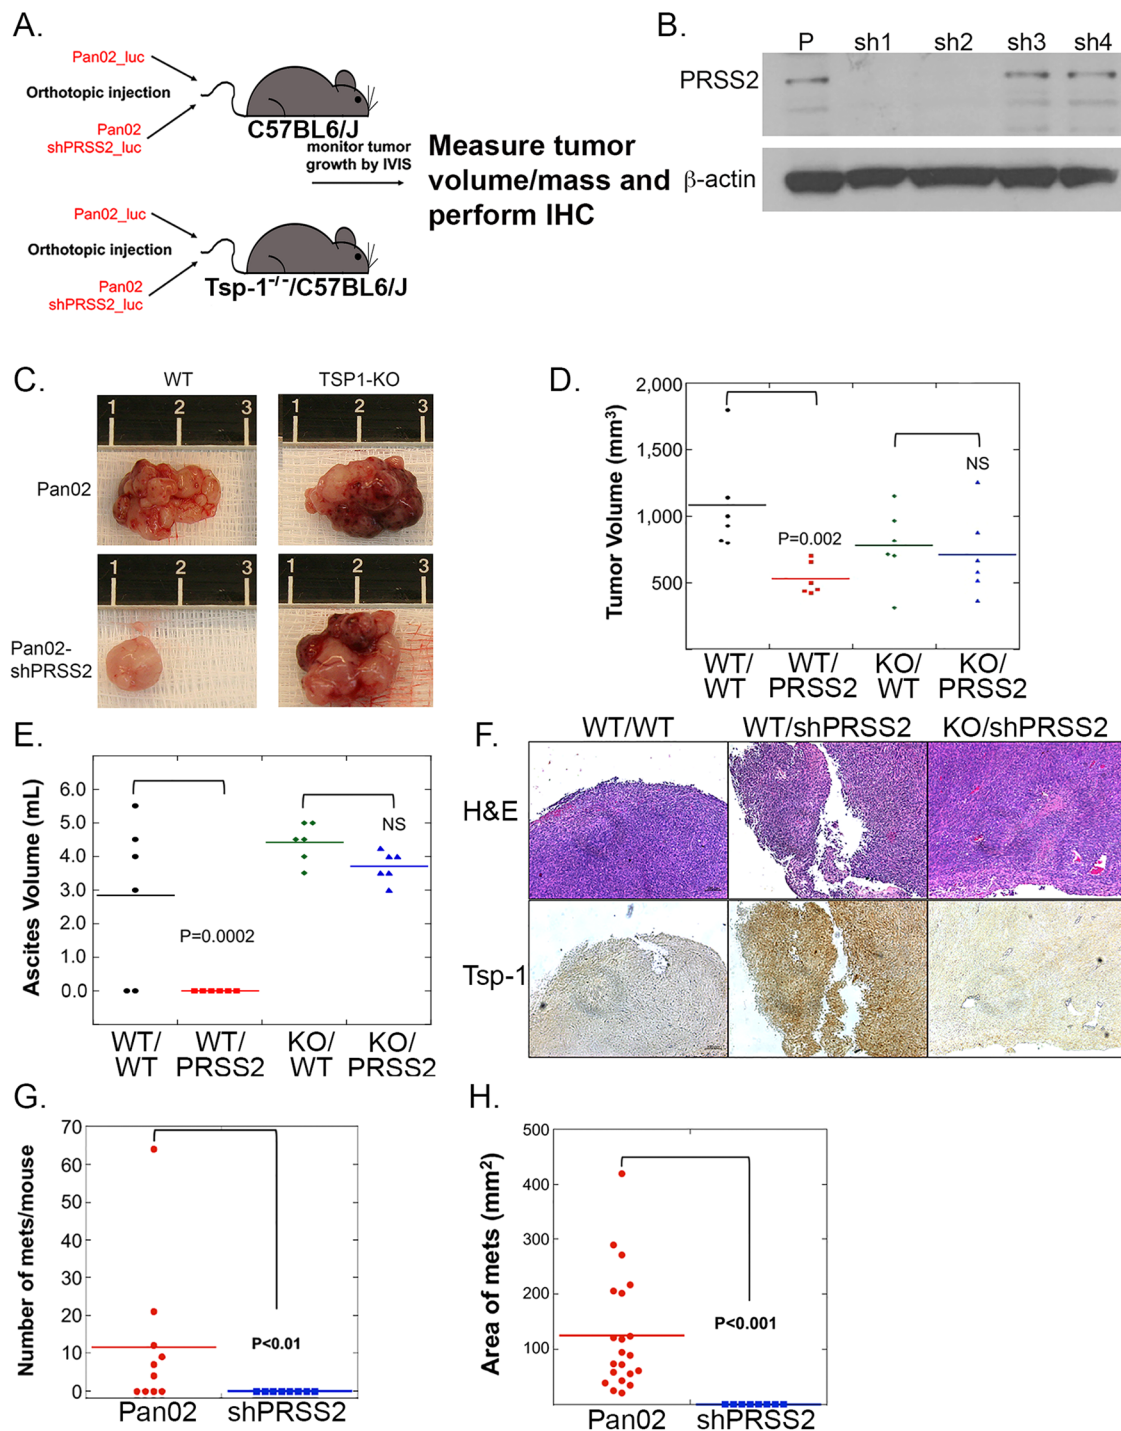 A.
Pan02_luc
Orthotopic injection
Pan02
shPRSS2_luc
C57BL6/J
monitor tumor
growth by IVIS
Measure tumor
volume/mass and
perform IHC
Pan02_luc
Orthotopic injection
Pan02
shPRSS2_luc
Tsp-1-/-/C57BL6/J
B.
P sh1 sh2 sh3 sh4
PRSS2
β-actin
C.
WT TSP1-KO
1 2 3 1 2 3
Pan02
1 2 3 1 2 3
Pan02-
shPRSS2
D.
Tumor Volume (mm3)
2,000
1,500
1,000
500
P=0.002
NS
WT/
WT
WT/
PRSS2
KO/
WT
KO/
PRSS2
E.
Ascites Volume (mL)
6.0
5.0
4.0
3.0
2.0
1.0
0.0
P=0.0002
NS
WT/
WT
WT/
PRSS2
KO/
WT
KO/
PRSS2
F.
WT/WT WT/shPRSS2 KO/shPRSS2
H&E
Tsp-1
G.
Number of mets/mouse
70
60
50
40
30
20
10
0
P<0.01
Pan02 shPRSS2
H.
Area of mets (mm2)
500
400
300
200
100
P<0.001
Pan02 shPRSS2